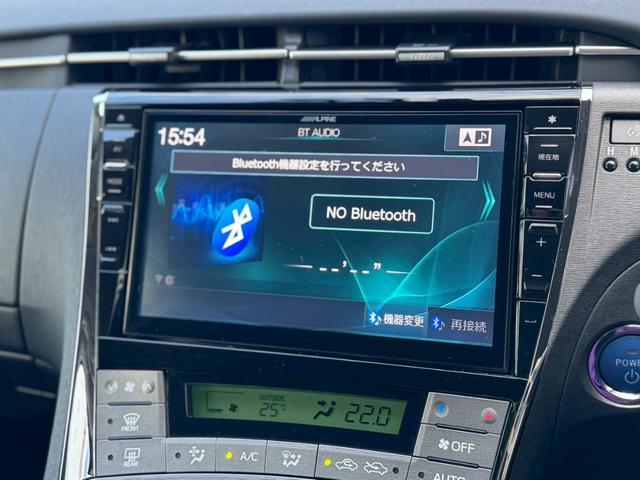 ALPINE
15:54
BT AUDIO
Bluetooth機器設定を行ってください
NO Bluetooth
--'--"
機器変更
再接続
AV
MODE
現在地
MENU
+
-
H
M
POWER
OUTSIDE
25℃
22.0
FRONT
REAR
A/C
OFF
AUTO